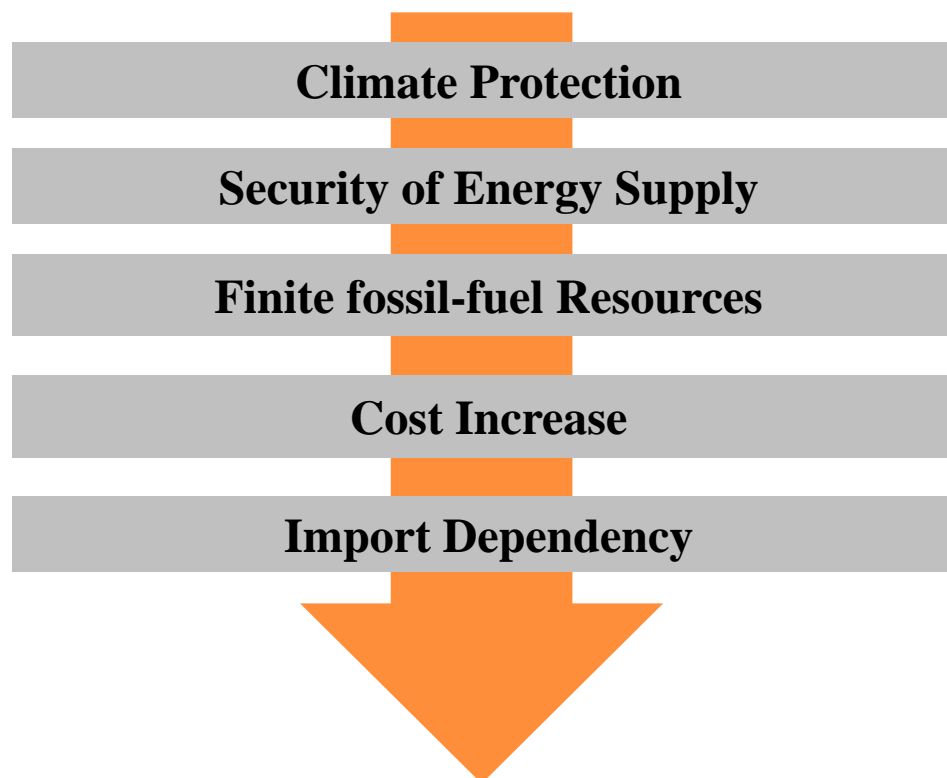 Climate Protection
Security of Energy Supply
Finite fossil-fuel Resources
Cost Increase
Import Dependency